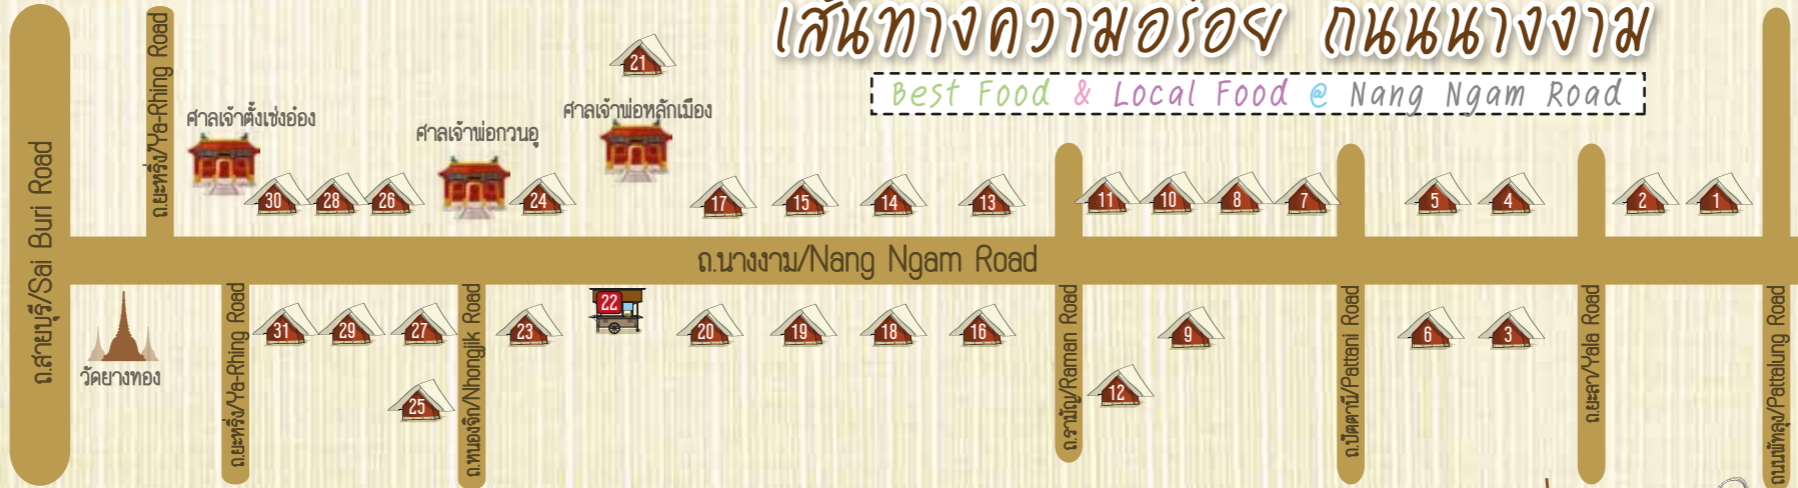 เส้นทางความอร่อย ถนนนางงาม
Best Food & Local Food @ Nang Ngam Road
ถ.สายบุรี/Sai Buri Road
ถ.ยะหริ่ง/Ya-Rhing Road
ศาลเจ้าตั้งเช่งอ๋อง
ศาลเจ้าพ่อกวนอู
21
ศาลเจ้าพ่อหลักเมือง
30
28
26
24
17
15
14
13
11
10
8
7
5
4
2
1
ถ.นางงาม/Nang Ngam Road
วัดยางทอง
ถ.ยะหริ่ง/Ya-Rhing Road
31
29
27
25
ถ.หนองจิก/Nhongjik Road
23
22
20
19
18
16
ถ.รามัญ/Raman Road
12
9
ถ.ปัตตานี/Pattani Road
6
3
ถ.ยะลา/Yala Road
ถนนพัทลุง/Pattalung Road